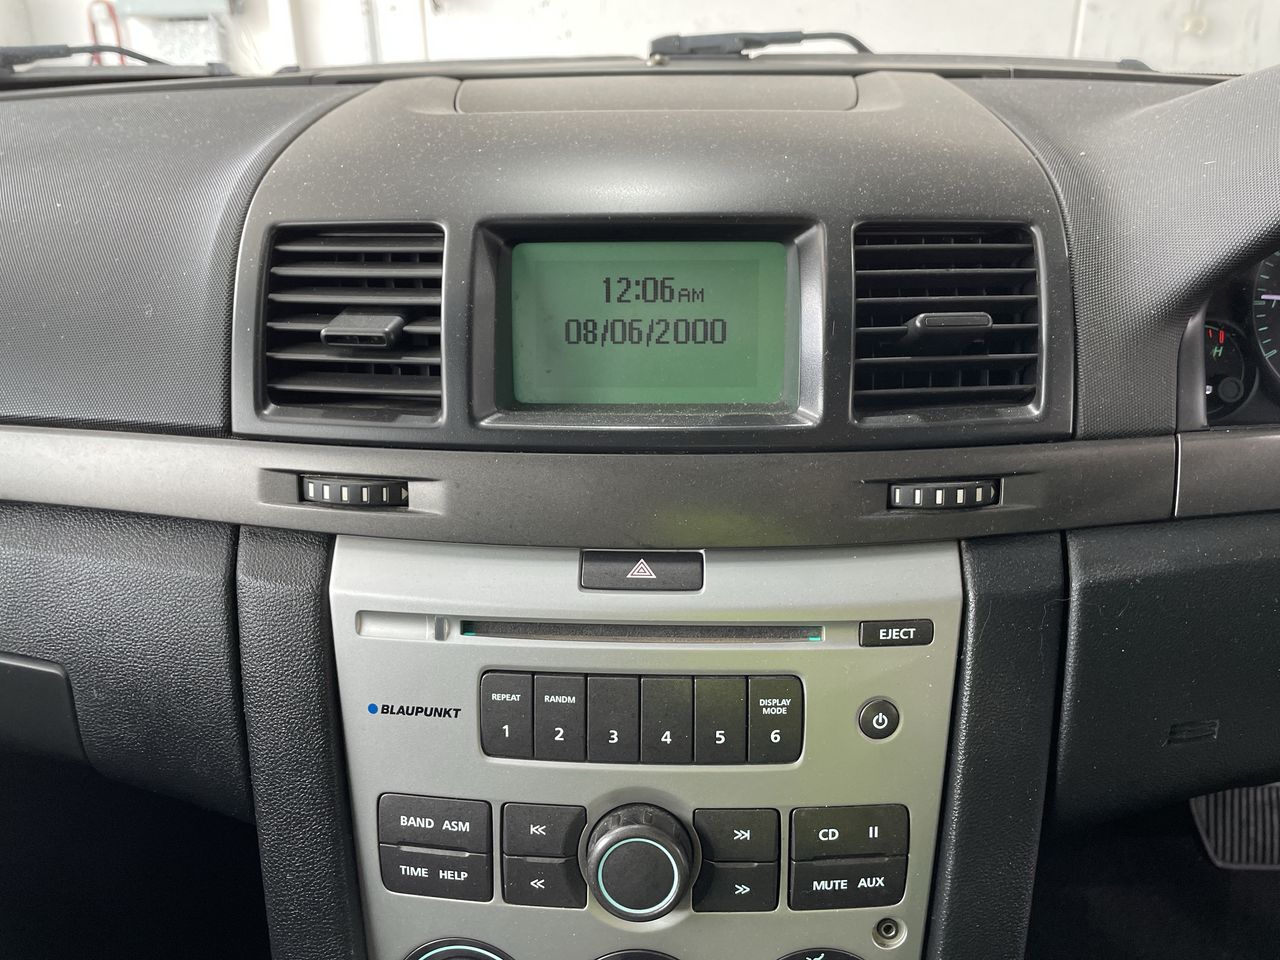 12:06AM
08/06/2000
H
EJECT
BLAUPUNKT
REPEAT
1
RANDM
2
3
4
5
DISPLAY
MODE
6
BAND ASM
TIME HELP
CD
MUTE AUX